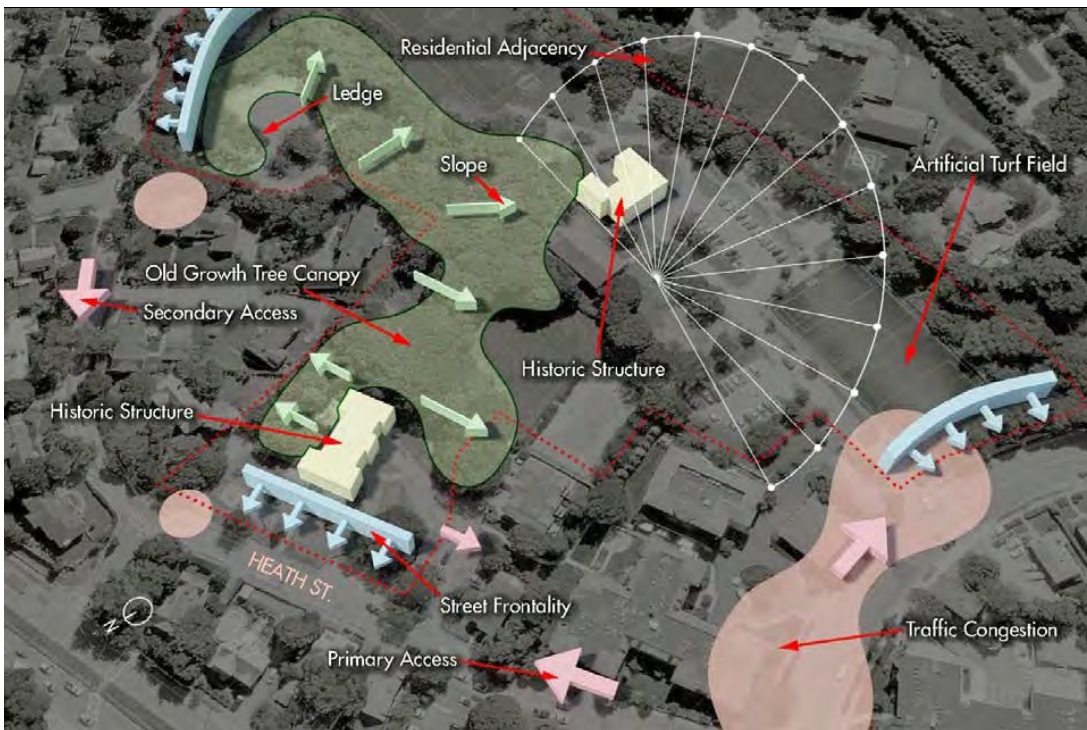 Residential Adjacency
Ledge
Slope
Artificial Turf Field
Old Growth Tree Canopy
Secondary Access
Historic Structure
Historic Structure
HEATH ST.
Street Frontality
Primary Access
Traffic Congestion
N